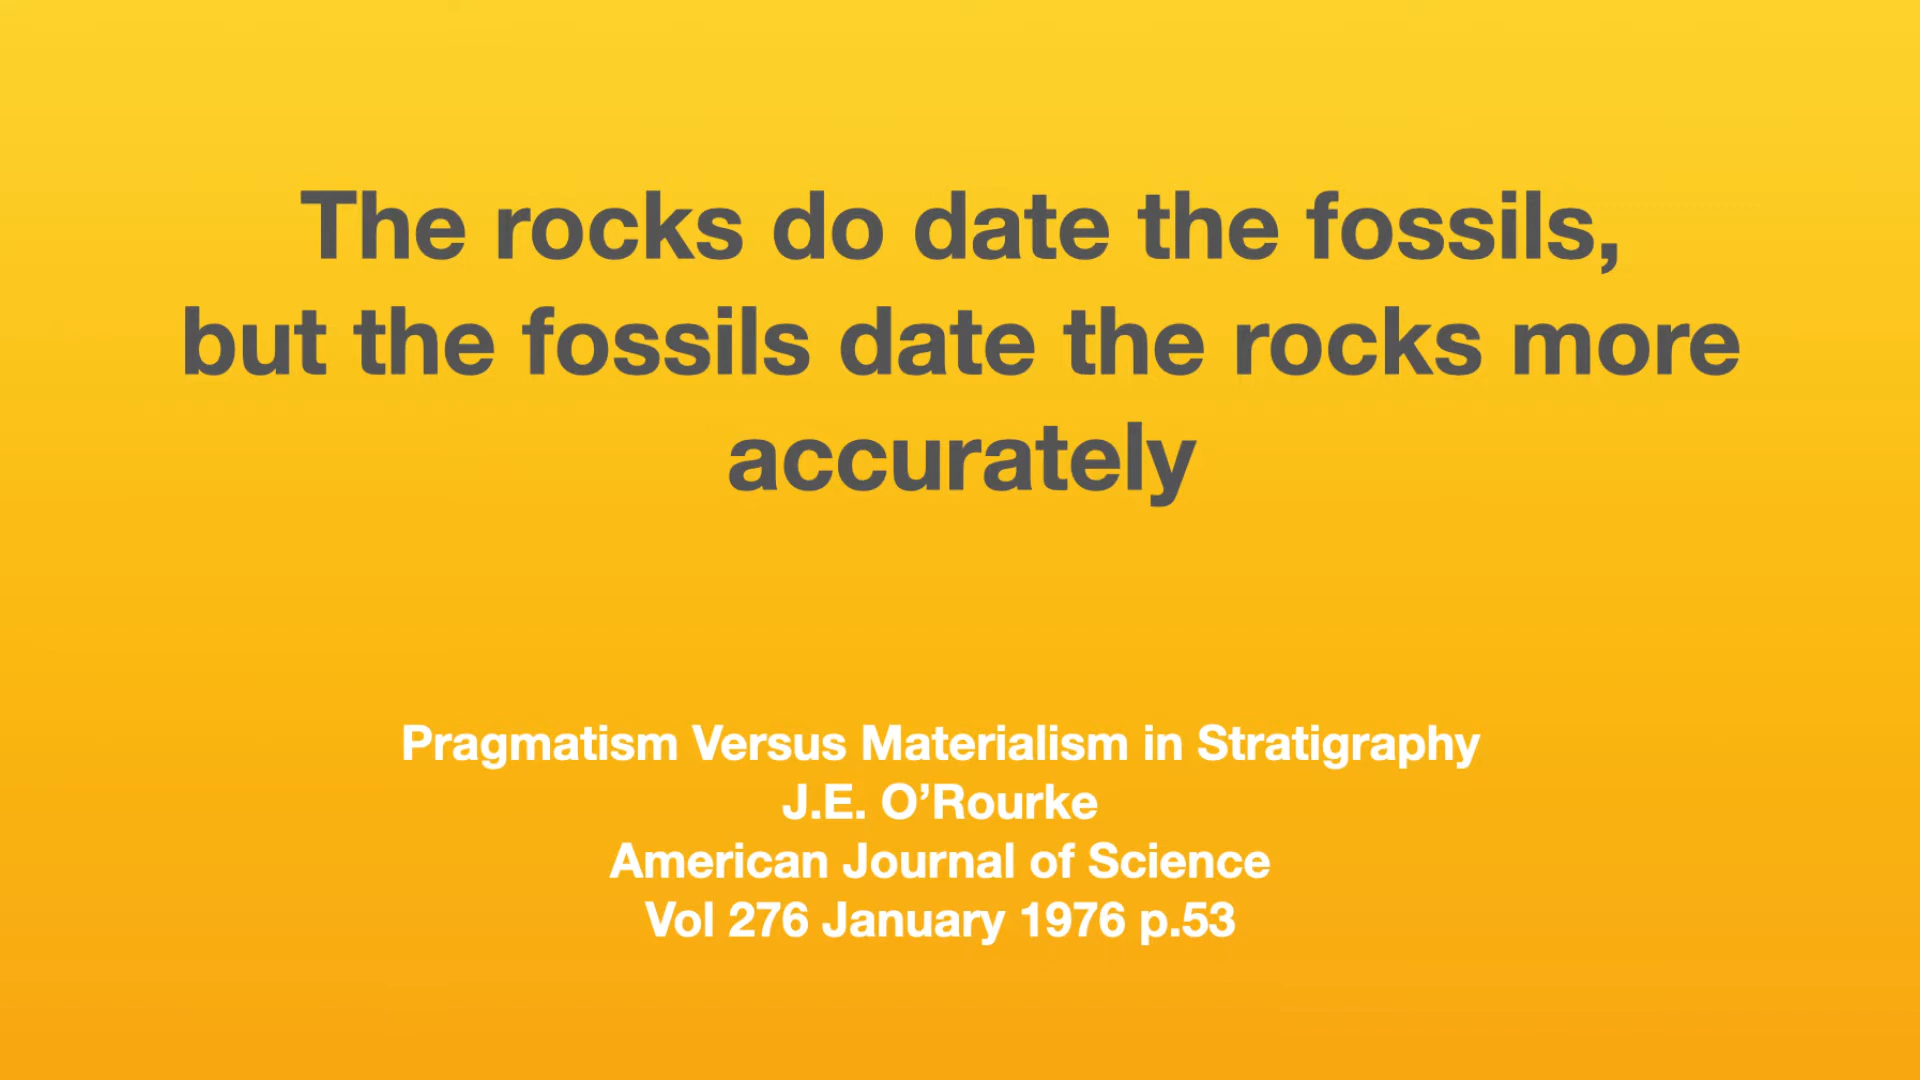 The rocks do date the fossils,
but the fossils date the rocks more
accurately
Pragmatism Versus Materialism in Stratigraphy
J.E. O’Rourke
American Journal of Science
Vol 276 January 1976 p.53